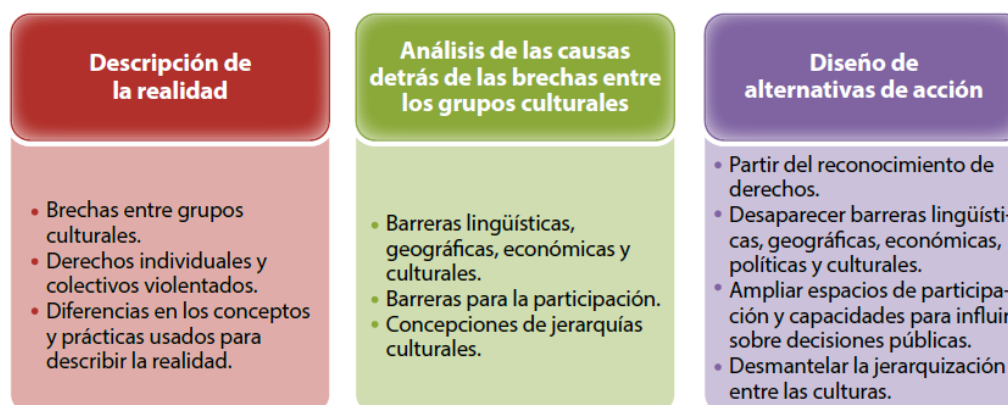 Descripción de
la realidad
• Brechas entre grupos
culturales.
• Derechos individuales y
colectivos violentados.
• Diferencias en los conceptos
y prácticas usados para
describir la realidad.
Análisis de las causas
detrás de las brechas entre
los grupos culturales
• Barreras lingüísticas,
geográficas, económicas y
culturales.
• Barreras para la participación.
• Concepciones de jerarquías
culturales.
Diseño de
alternativas de acción
• Partir del reconocimiento de
derechos.
• Desaparecer barreras lingüísti-
cas, geográficas, económicas,
políticas y culturales.
• Ampliar espacios de participa-
ción y capacidades para influir
sobre decisiones públicas.
• Desmantelar la jerarquización
entre las culturas.